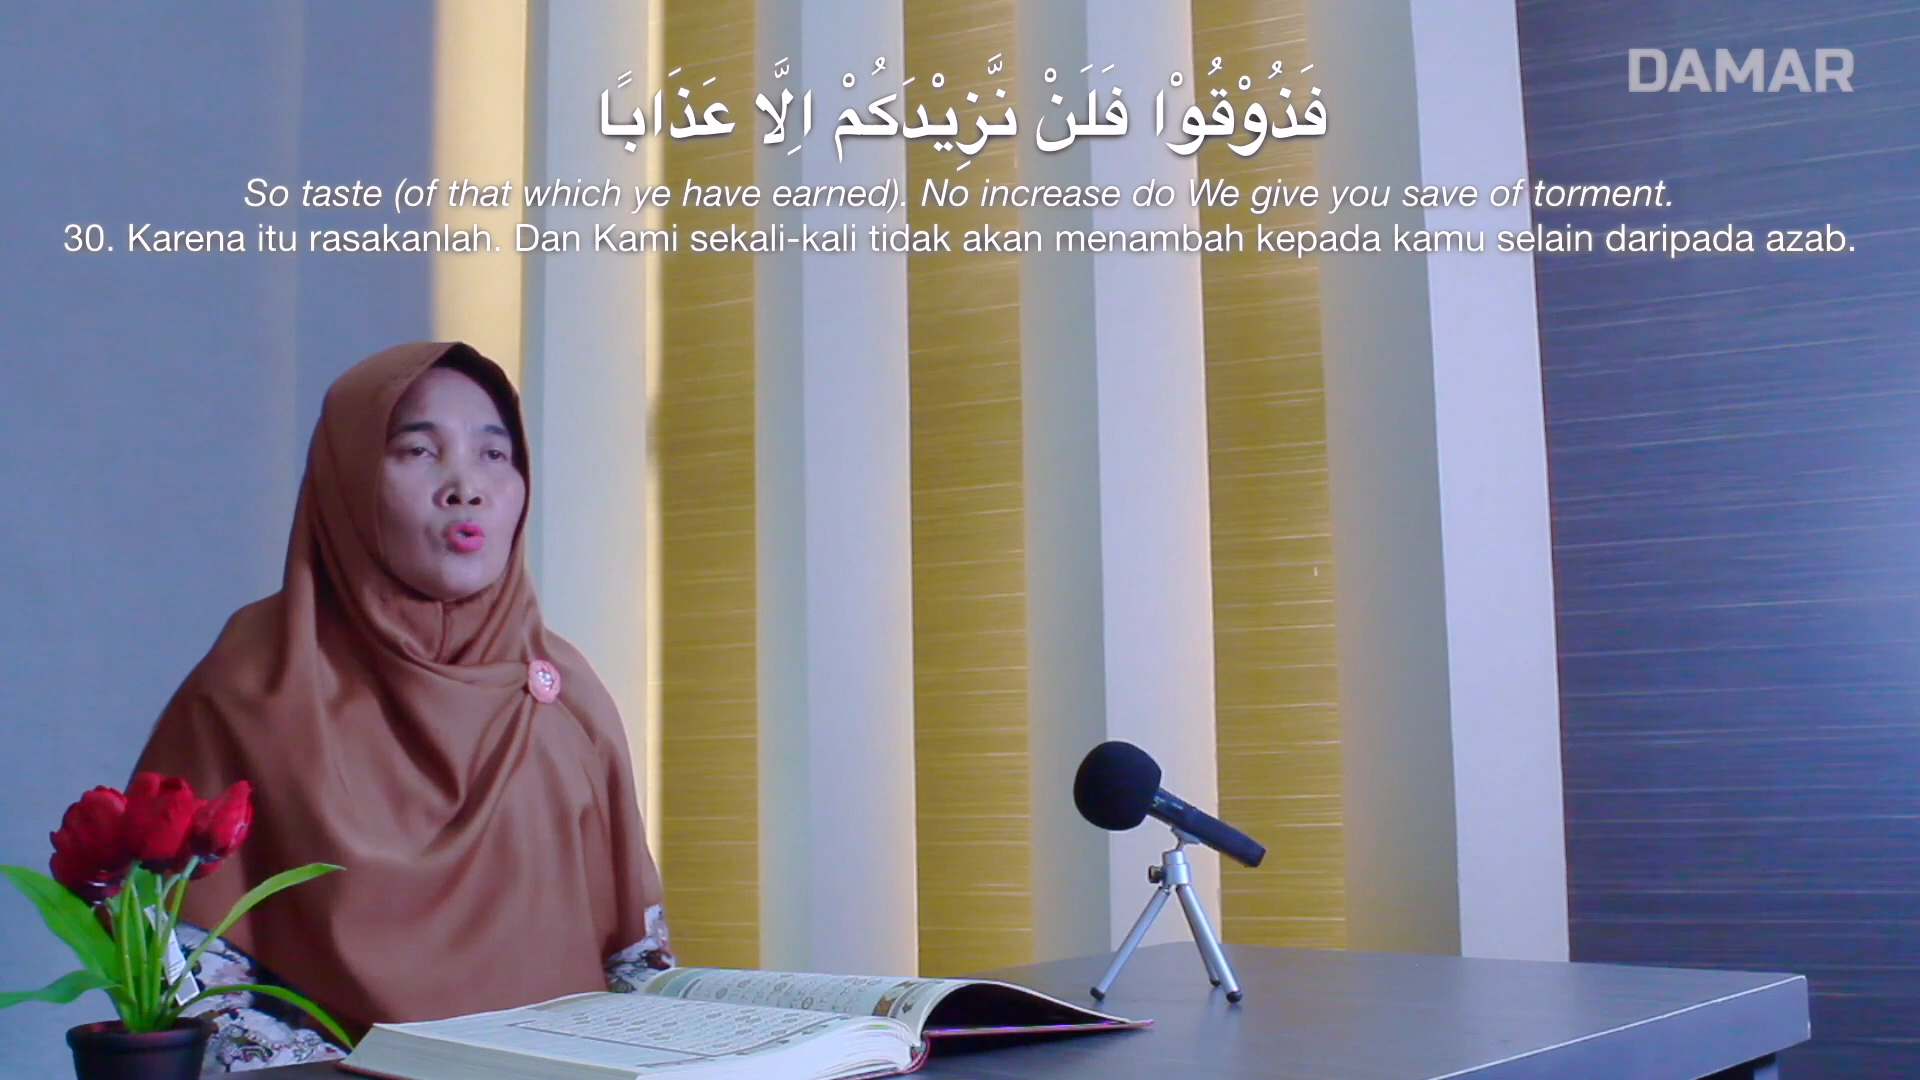 DAMAR
فَذُوْقُوْا فَلَنْ نَّزِيْدَكُمْ اِلَّا عَذَابًا
So taste (of that which ye have earned). No increase do We give you save of torment.
30. Karena itu rasakanlah. Dan Kami sekali-kali tidak akan menambah kepada kamu selain daripada azab.